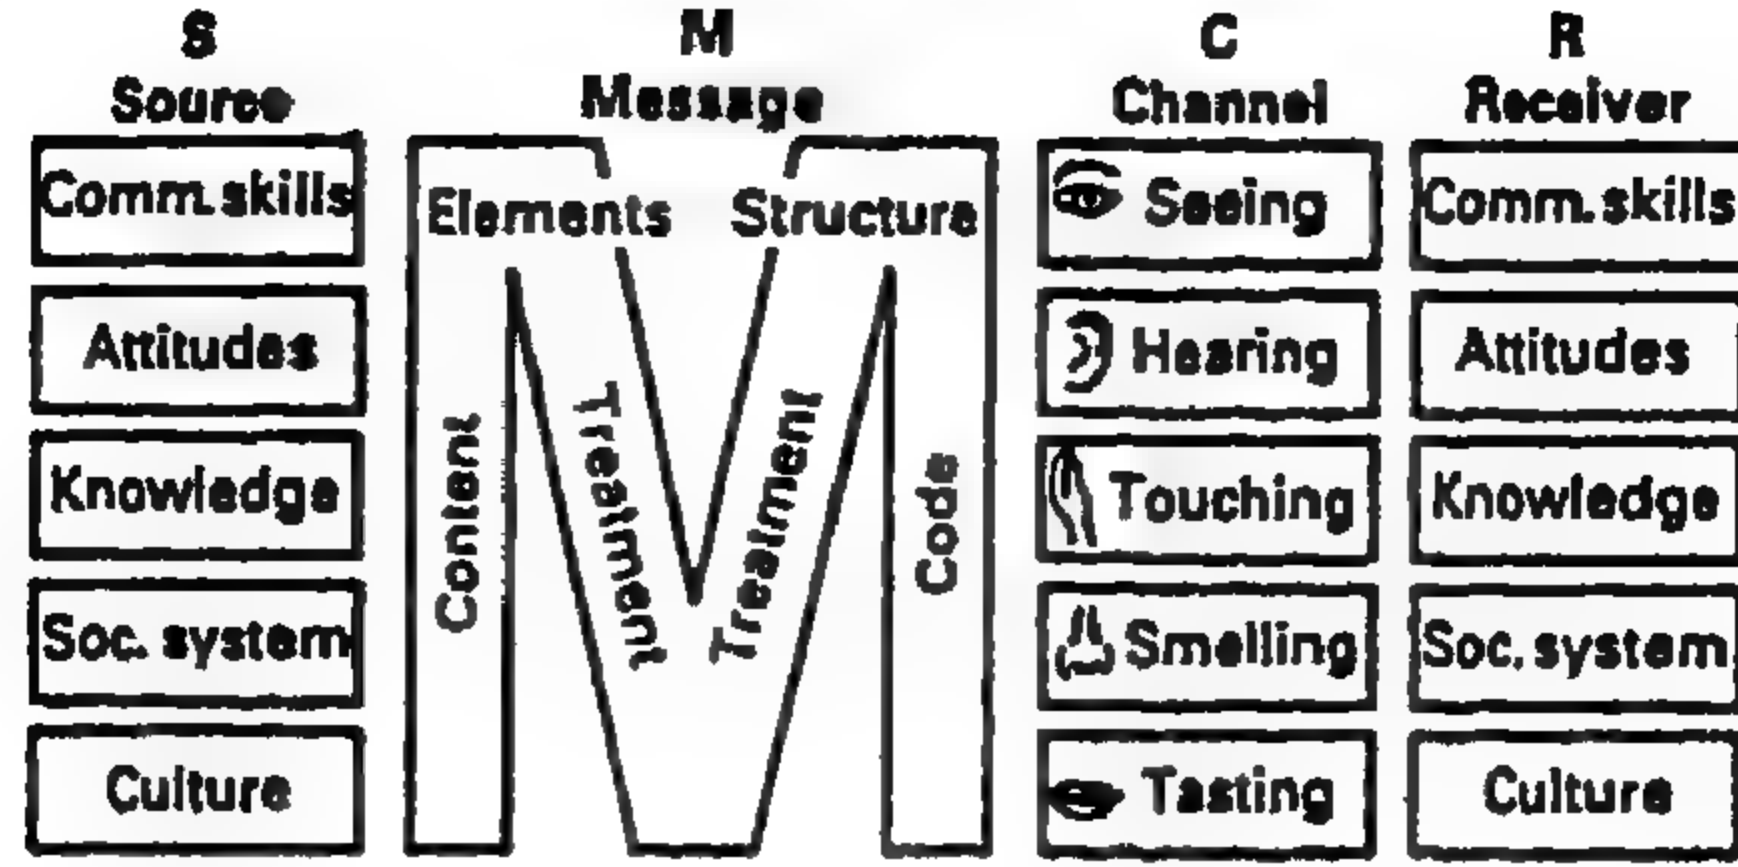 S
Source
Comm. skills
Attitudes
Knowledge
Soc. system
Culture
M
Message
Elements
Structure
Content
Treatment
Treatment
Code
C
Channel
Seeing
Hearing
Touching
Smelling
Tasting
R
Receiver
Comm. skills
Attitudes
Knowledge
Soc. system
Culture